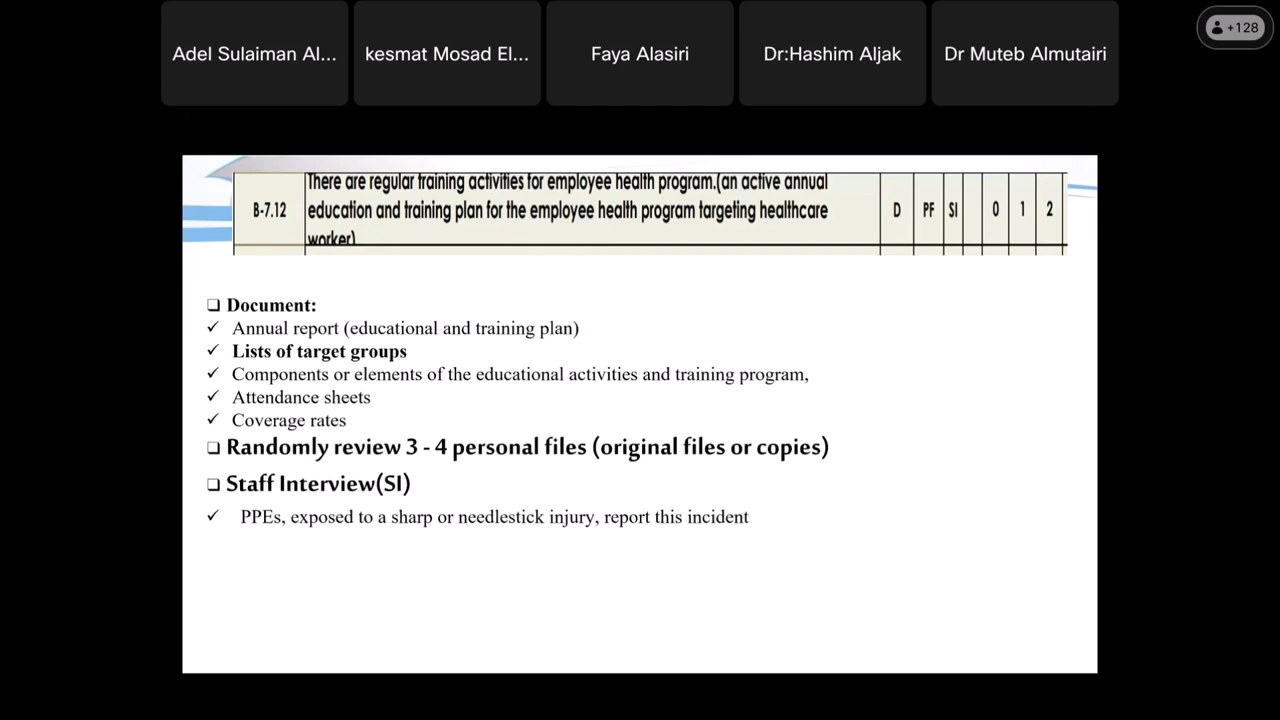 Adel Sulaiman Al...
kesmat Mosad El...
Faya Alasiri
Dr:Hashim Aljak
Dr Muteb Almutairi
+128
B-7.12
There are regular training activities for employee health program.(an active annual
education and training plan for the employee health program targeting healthcare
worker)
D PF SI 0 1 2
❑ Document:
✓ Annual report (educational and training plan)
✓ Lists of target groups
✓ Components or elements of the educational activities and training program,
✓ Attendance sheets
✓ Coverage rates
❑ Randomly review 3 - 4 personal files (original files or copies)
❑ Staff Interview(SI)
✓ PPEs, exposed to a sharp or needlestick injury, report this incident